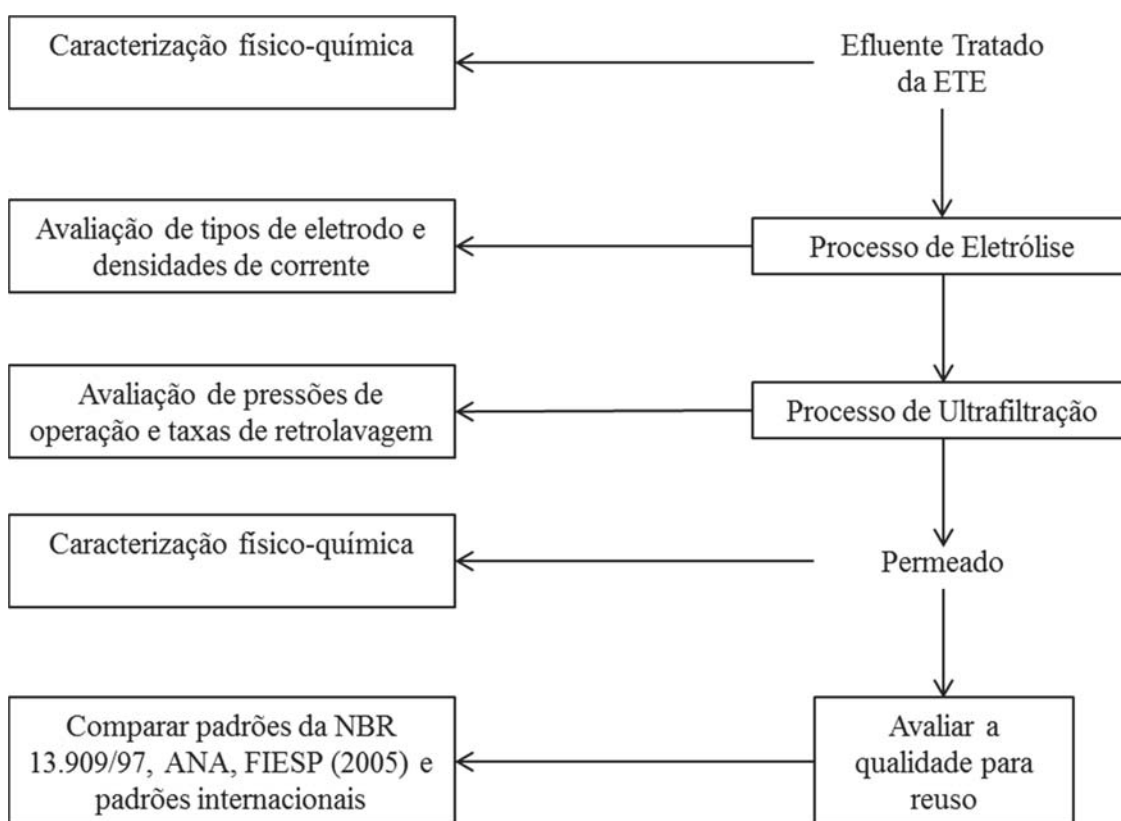 Caracterização físico-química
Efluente Tratado
da ETE
Avaliação de tipos de eletrodo e
densidades de corrente
Processo de Eletrólise
Avaliação de pressões de
operação e taxas de retrolavagem
Processo de Ultrafiltração
Caracterização físico-química
Permeado
Comparar padrões da NBR
13.909/97, ANA, FIESP (2005) e
padrões internacionais
Avaliar a
qualidade para
reuso